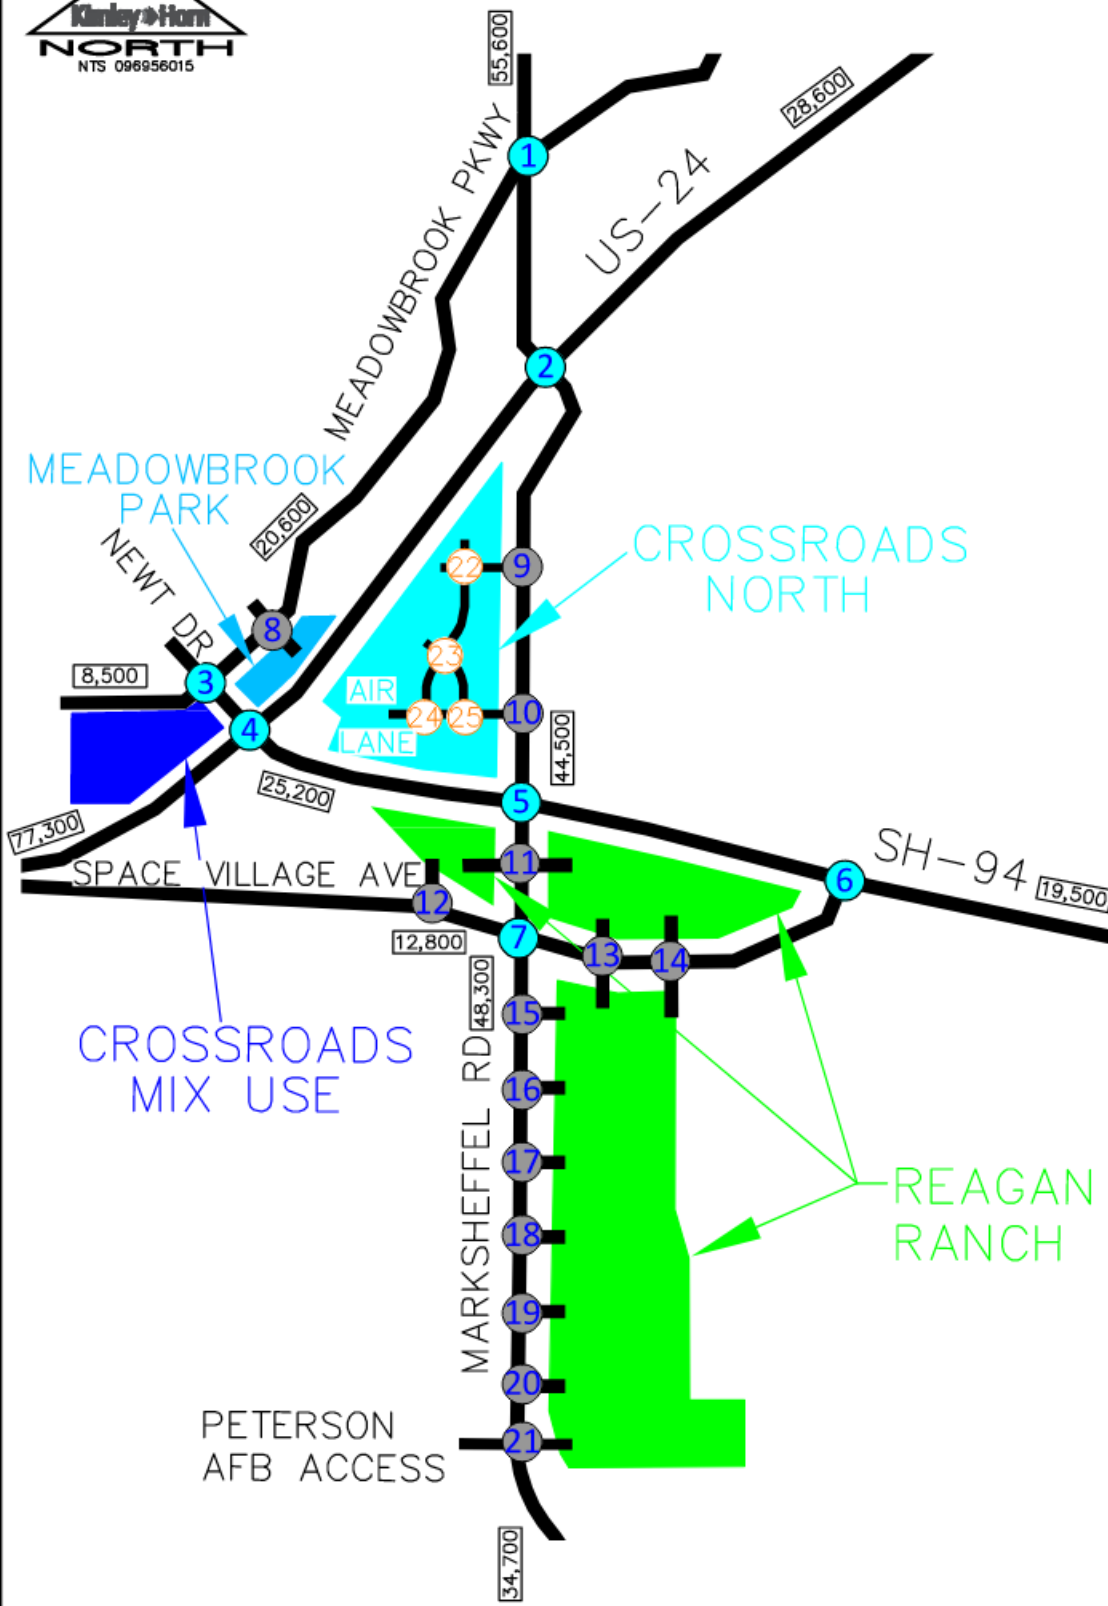 Kimley»Horn
NORTH
NTS 096956015
55,600
28,600
1
MEADOWBROOK PKWY
US-24
2
MEADOWBROOK
PARK
20,600
NEWT DR
CROSSROADS
NORTH
22
9
8
23
8,500
3
AIR
LANE
24
25
10
4
44,500
25,200
5
77,300
SPACE VILLAGE AVE
11
6
SH-94
19,500
12
12,800
7
13
14
48,300
15
CROSSROADS
MIX USE
16
MARKSHEFFEL RD
17
REAGAN
RANCH
18
19
20
PETERSON
AFB ACCESS
21
34,700